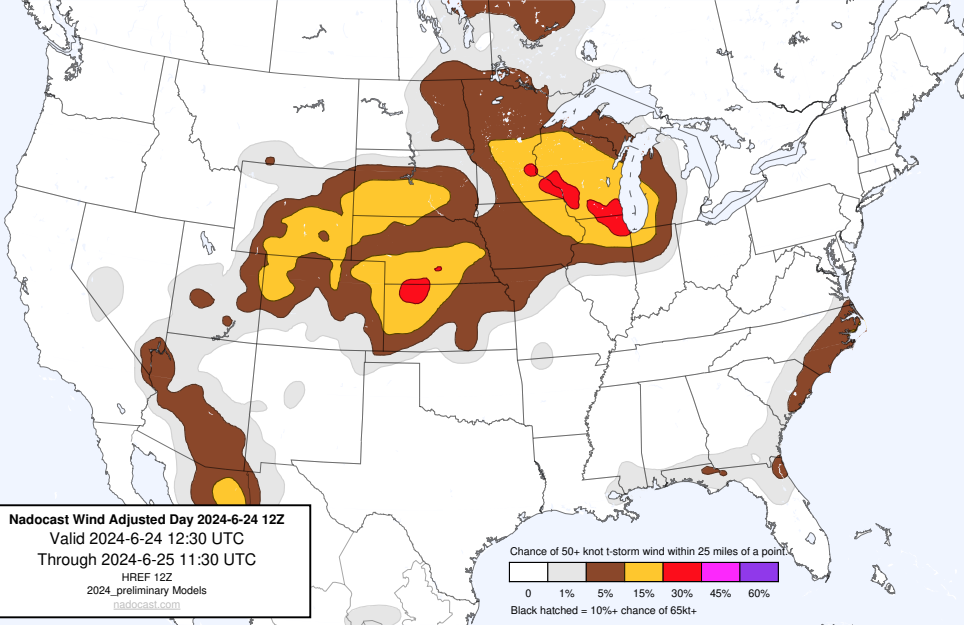 Nadocast Wind Adjusted Day 2024-6-24 12Z
Valid 2024-6-24 12:30 UTC
Through 2024-6-25 11:30 UTC
HREF 12Z
2024_preliminary Models
nadocast.com
Chance of 50+ knot t-storm wind within 25 miles of a point.
0 1% 5% 15% 30% 45% 60%
Black hatched = 10%+ chance of 65kt+